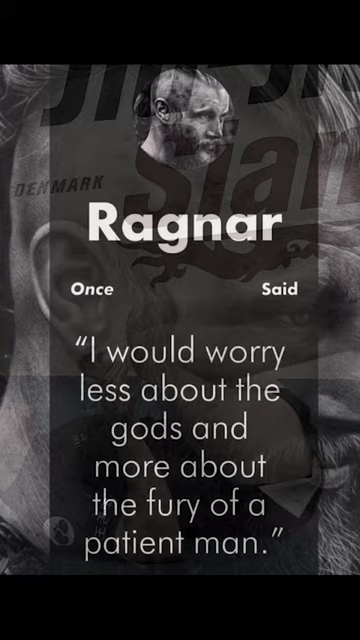 DENMARK
Ragnar
Once Said
“I would worry
less about the
gods and
more about
the fury of a
patient man.”